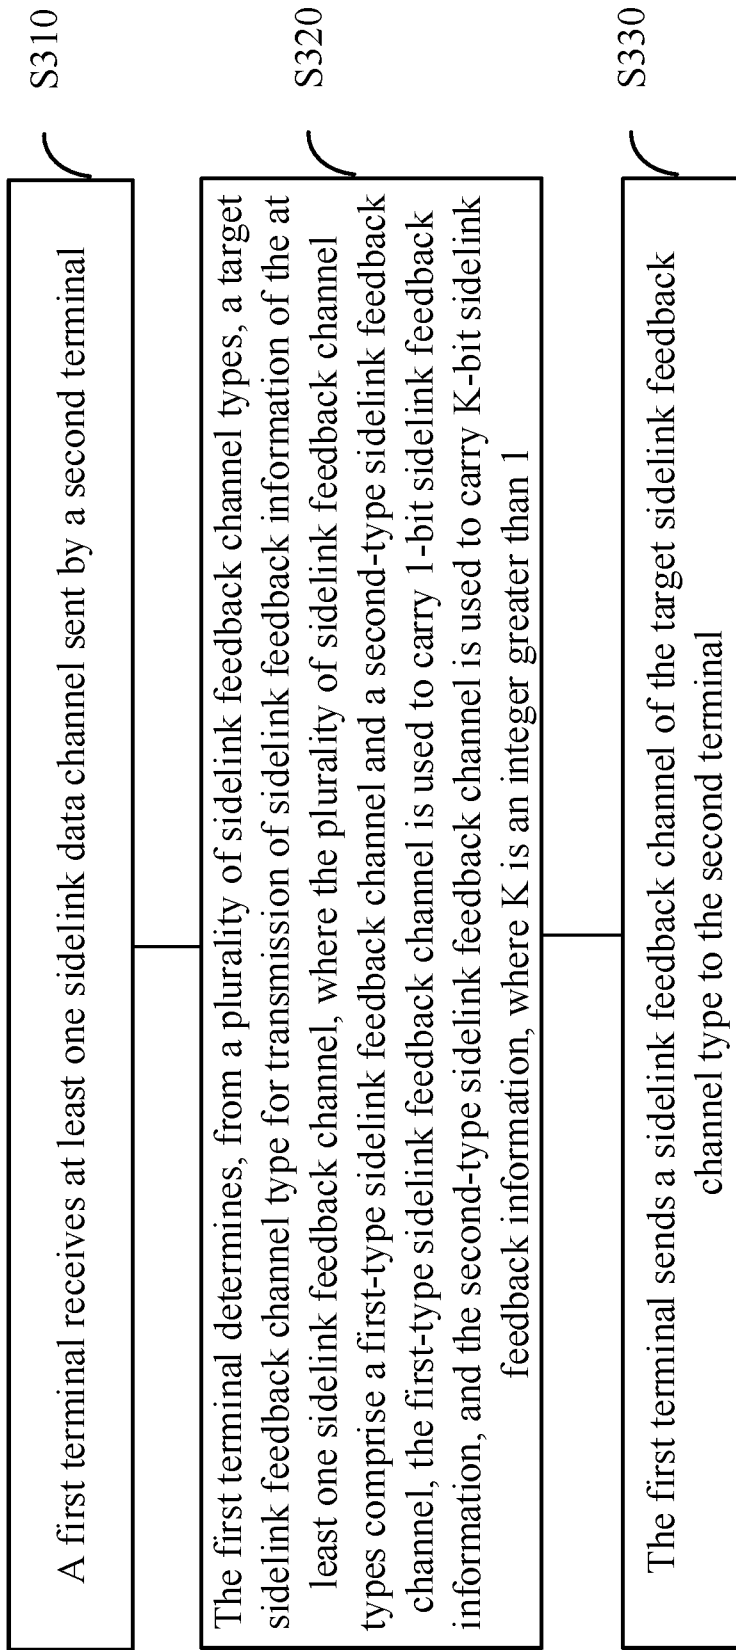 A first terminal receives at least one sidelink data channel sent by a second terminal
S310
The first terminal determines, from a plurality of sidelink feedback channel types, a target
sidelink feedback channel type for transmission of sidelink feedback information of the at
least one sidelink feedback channel, where the plurality of sidelink feedback channel
types comprise a first-type sidelink feedback channel and a second-type sidelink feedback
channel, the first-type sidelink feedback channel is used to carry 1-bit sidelink feedback
information, and the second-type sidelink feedback channel is used to carry K-bit sidelink
feedback information, where K is an integer greater than 1
S320
The first terminal sends a sidelink feedback channel of the target sidelink feedback
channel type to the second terminal
S330